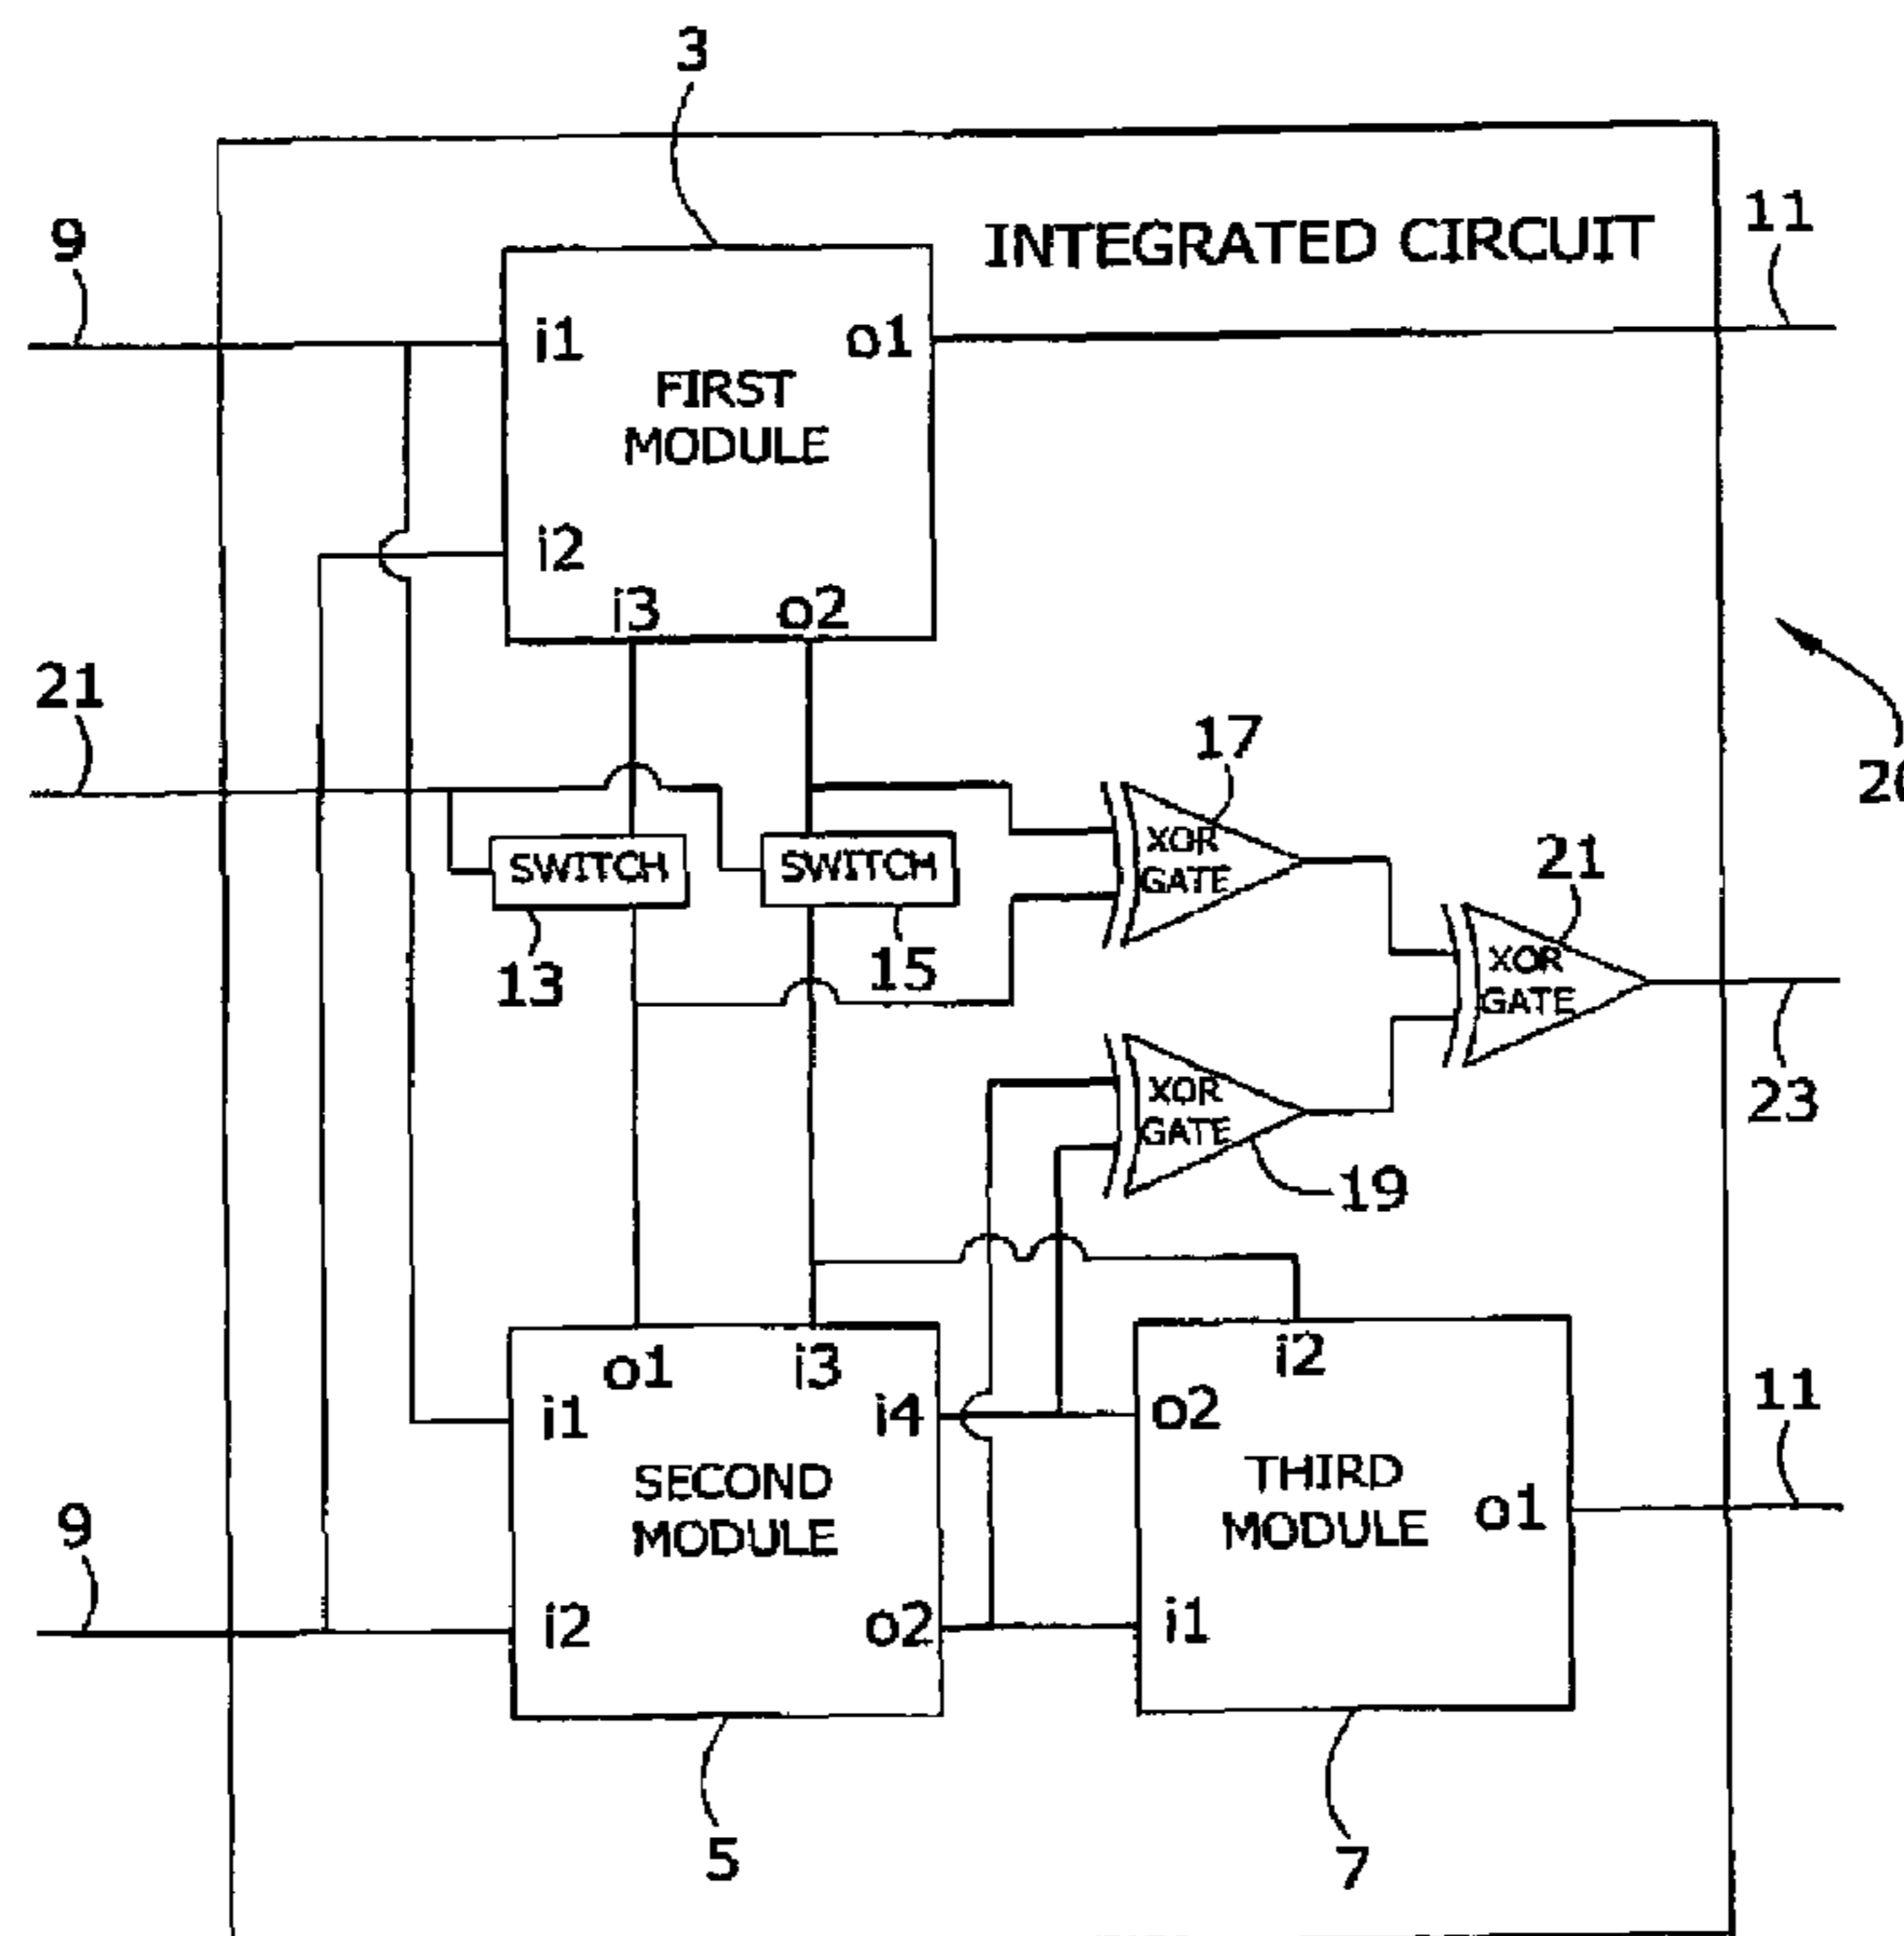 3
INTEGRATED CIRCUIT
9
11
i1
o1
FIRST
MODULE
i2
i3
o2
21
17
XOR
GATE
SWITCH
SWITCH
21
13
15
XOR
GATE
23
XOR
GATE
19
o1
i3
i2
i1
i4
o2
11
SECOND
MODULE
THIRD
MODULE
o1
9
i2
o2
i1
5
7